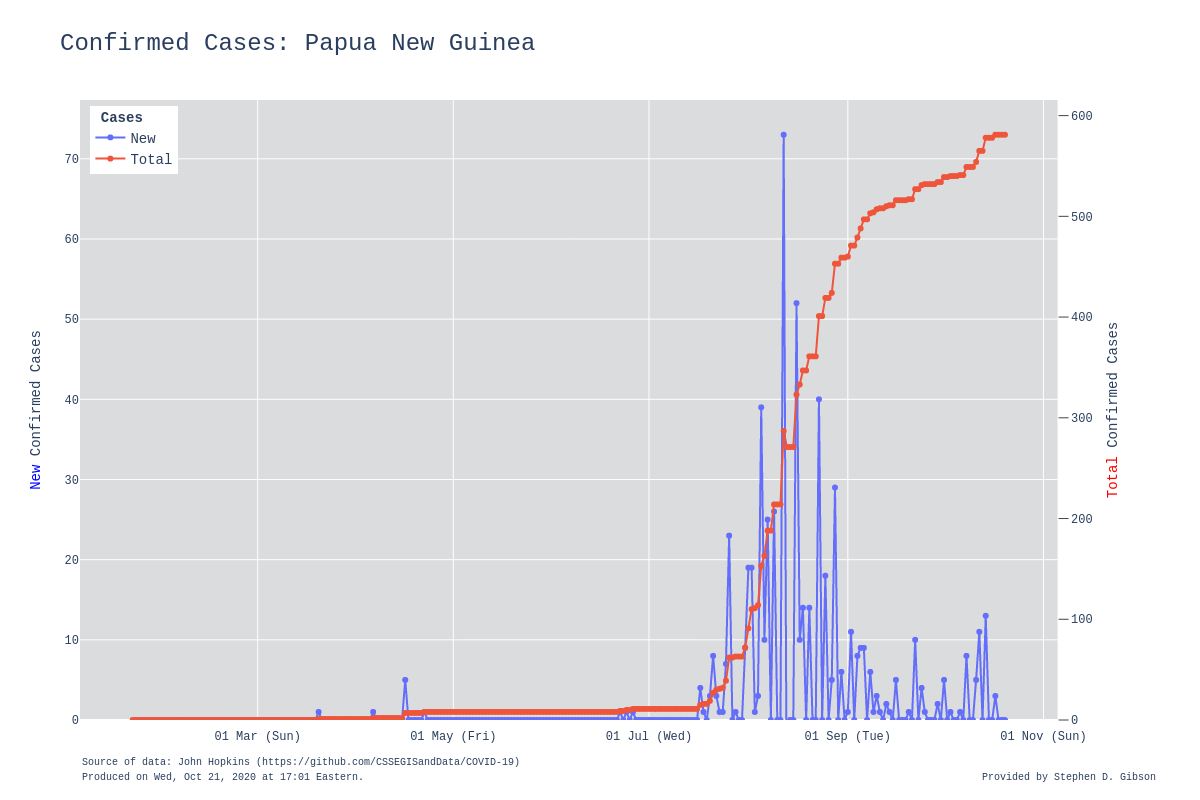 Confirmed Cases: Papua New Guinea
Cases
New
Total
70
60
50
40
30
20
10
0
600
500
400
300
200
100
0
New Confirmed Cases
Total Confirmed Cases
01 Mar (Sun)
01 May (Fri)
01 Jul (Wed)
01 Sep (Tue)
01 Nov (Sun)
Source of data: John Hopkins (https://github.com/CSSEGISandData/COVID-19)
Produced on Wed, Oct 21, 2020 at 17:01 Eastern.
Provided by Stephen D. Gibson